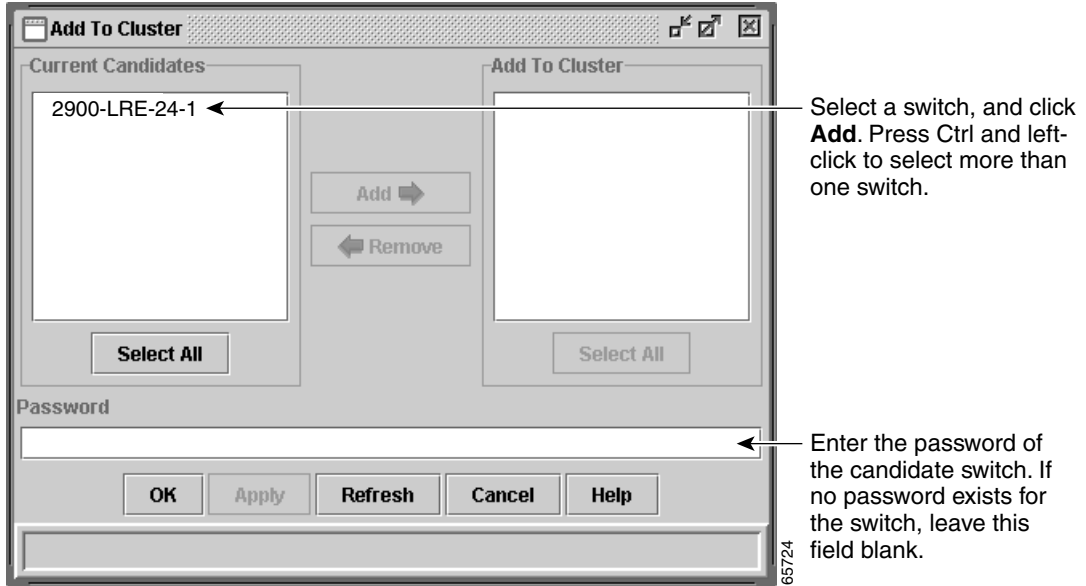 Add To Cluster
Current Candidates
Add To Cluster
2900-LRE-24-1
Select a switch, and click
Add. Press Ctrl and left-
click to select more than
one switch.
Add
Remove
Select All
Select All
Password
Enter the password of
the candidate switch. If
no password exists for
the switch, leave this
field blank.
OK
Apply
Refresh
Cancel
Help
65724